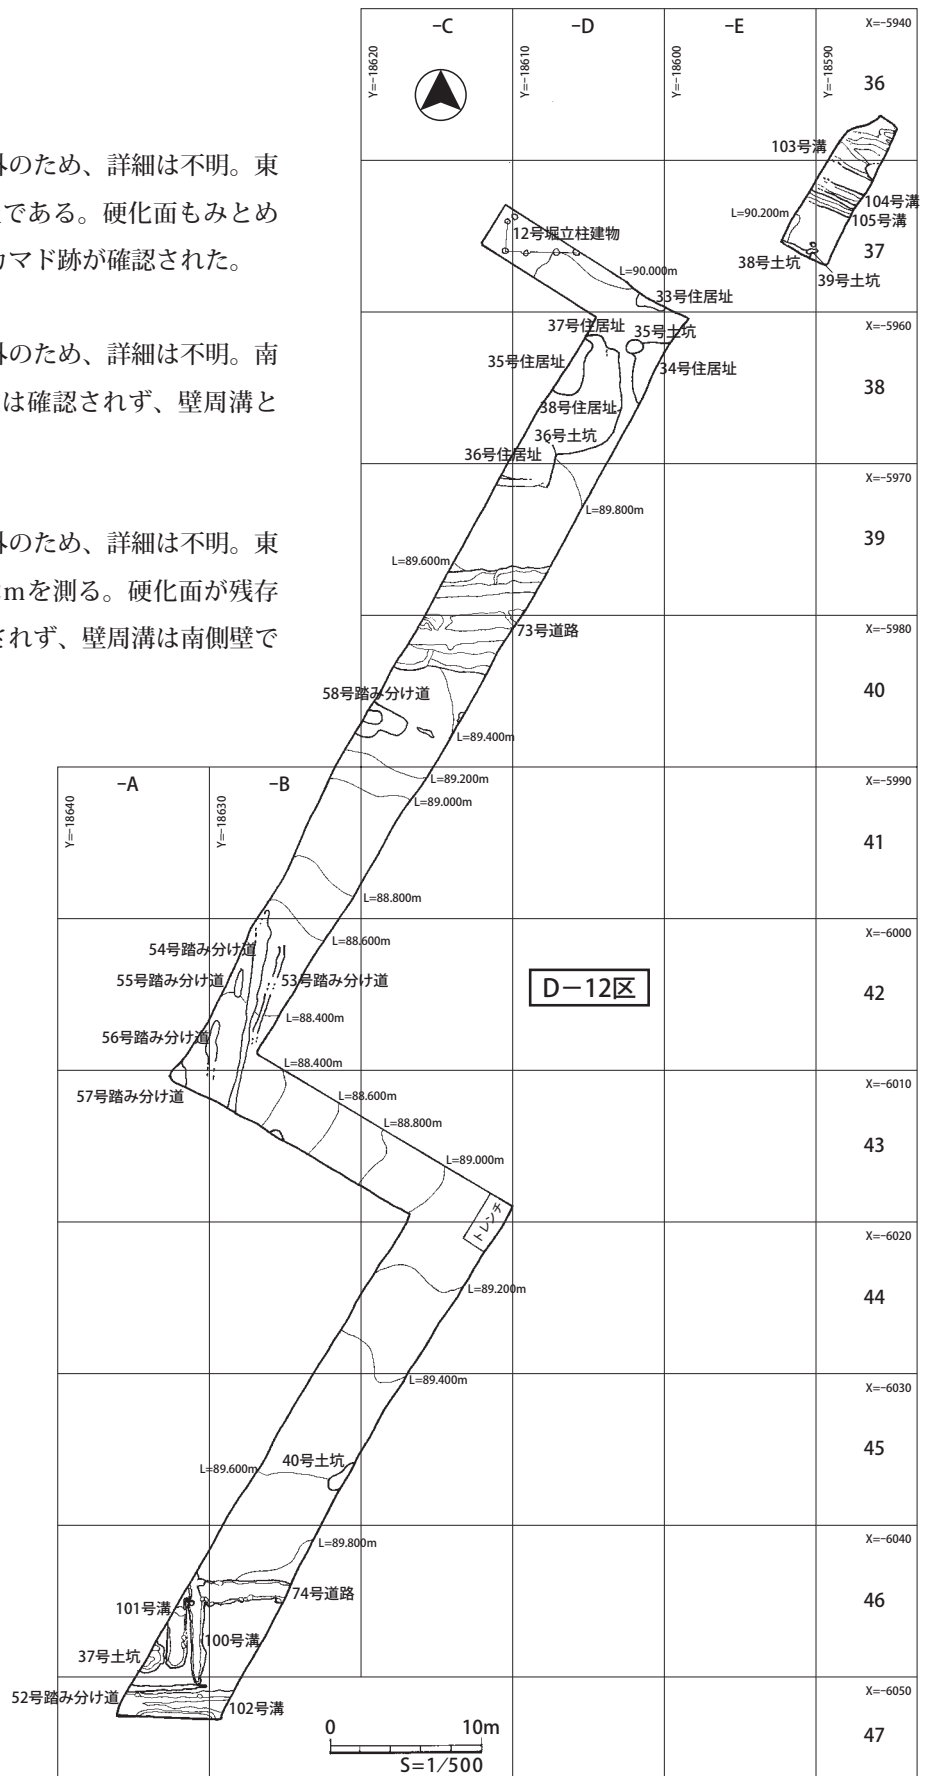 -C
-D
-E
X=-5940
Y=-18620
Y=-18610
Y=-18600
Y=-18590
36
103号溝
外のため、詳細は不明。東
である。硬化面もみとめ
カマド跡が確認された。
104号溝
L=90.200m
105号溝
12号堀立柱建物
37
38号土坑
39号土坑
L=90.000m
33号住居址
37号住居址
35号土坑
X=-5960
外のため、詳細は不明。南
35号住居址
34号住居址
38
は確認されず、壁周溝と
38号住居址
36号土坑
36号住居址
X=-5970
L=89.800m
外のため、詳細は不明。東
39
L=89.600m
mを測る。硬化面が残存
されず、壁周溝は南側壁で
73号道路
X=-5980
58号踏み分け道
40
L=89.400m
-A
-B
L=89.200m
X=-5990
L=89.000m
Y=-18640
Y=-18630
41
L=88.800m
X=-6000
L=88.600m
54号踏み分け道
55号踏み分け道
53号踏み分け道
D-12区
42
L=88.400m
56号踏み分け道
L=88.400m
X=-6010
57号踏み分け道
L=88.600m
L=88.800m
43
L=89.000m
トレンチ
X=-6020
L=89.200m
44
L=89.400m
X=-6030
45
40号土坑
L=89.600m
X=-6040
L=89.800m
74号道路
46
101号溝
100号溝
37号土坑
52号踏み分け道
X=-6050
102号溝
0
10m
47
S=1/500